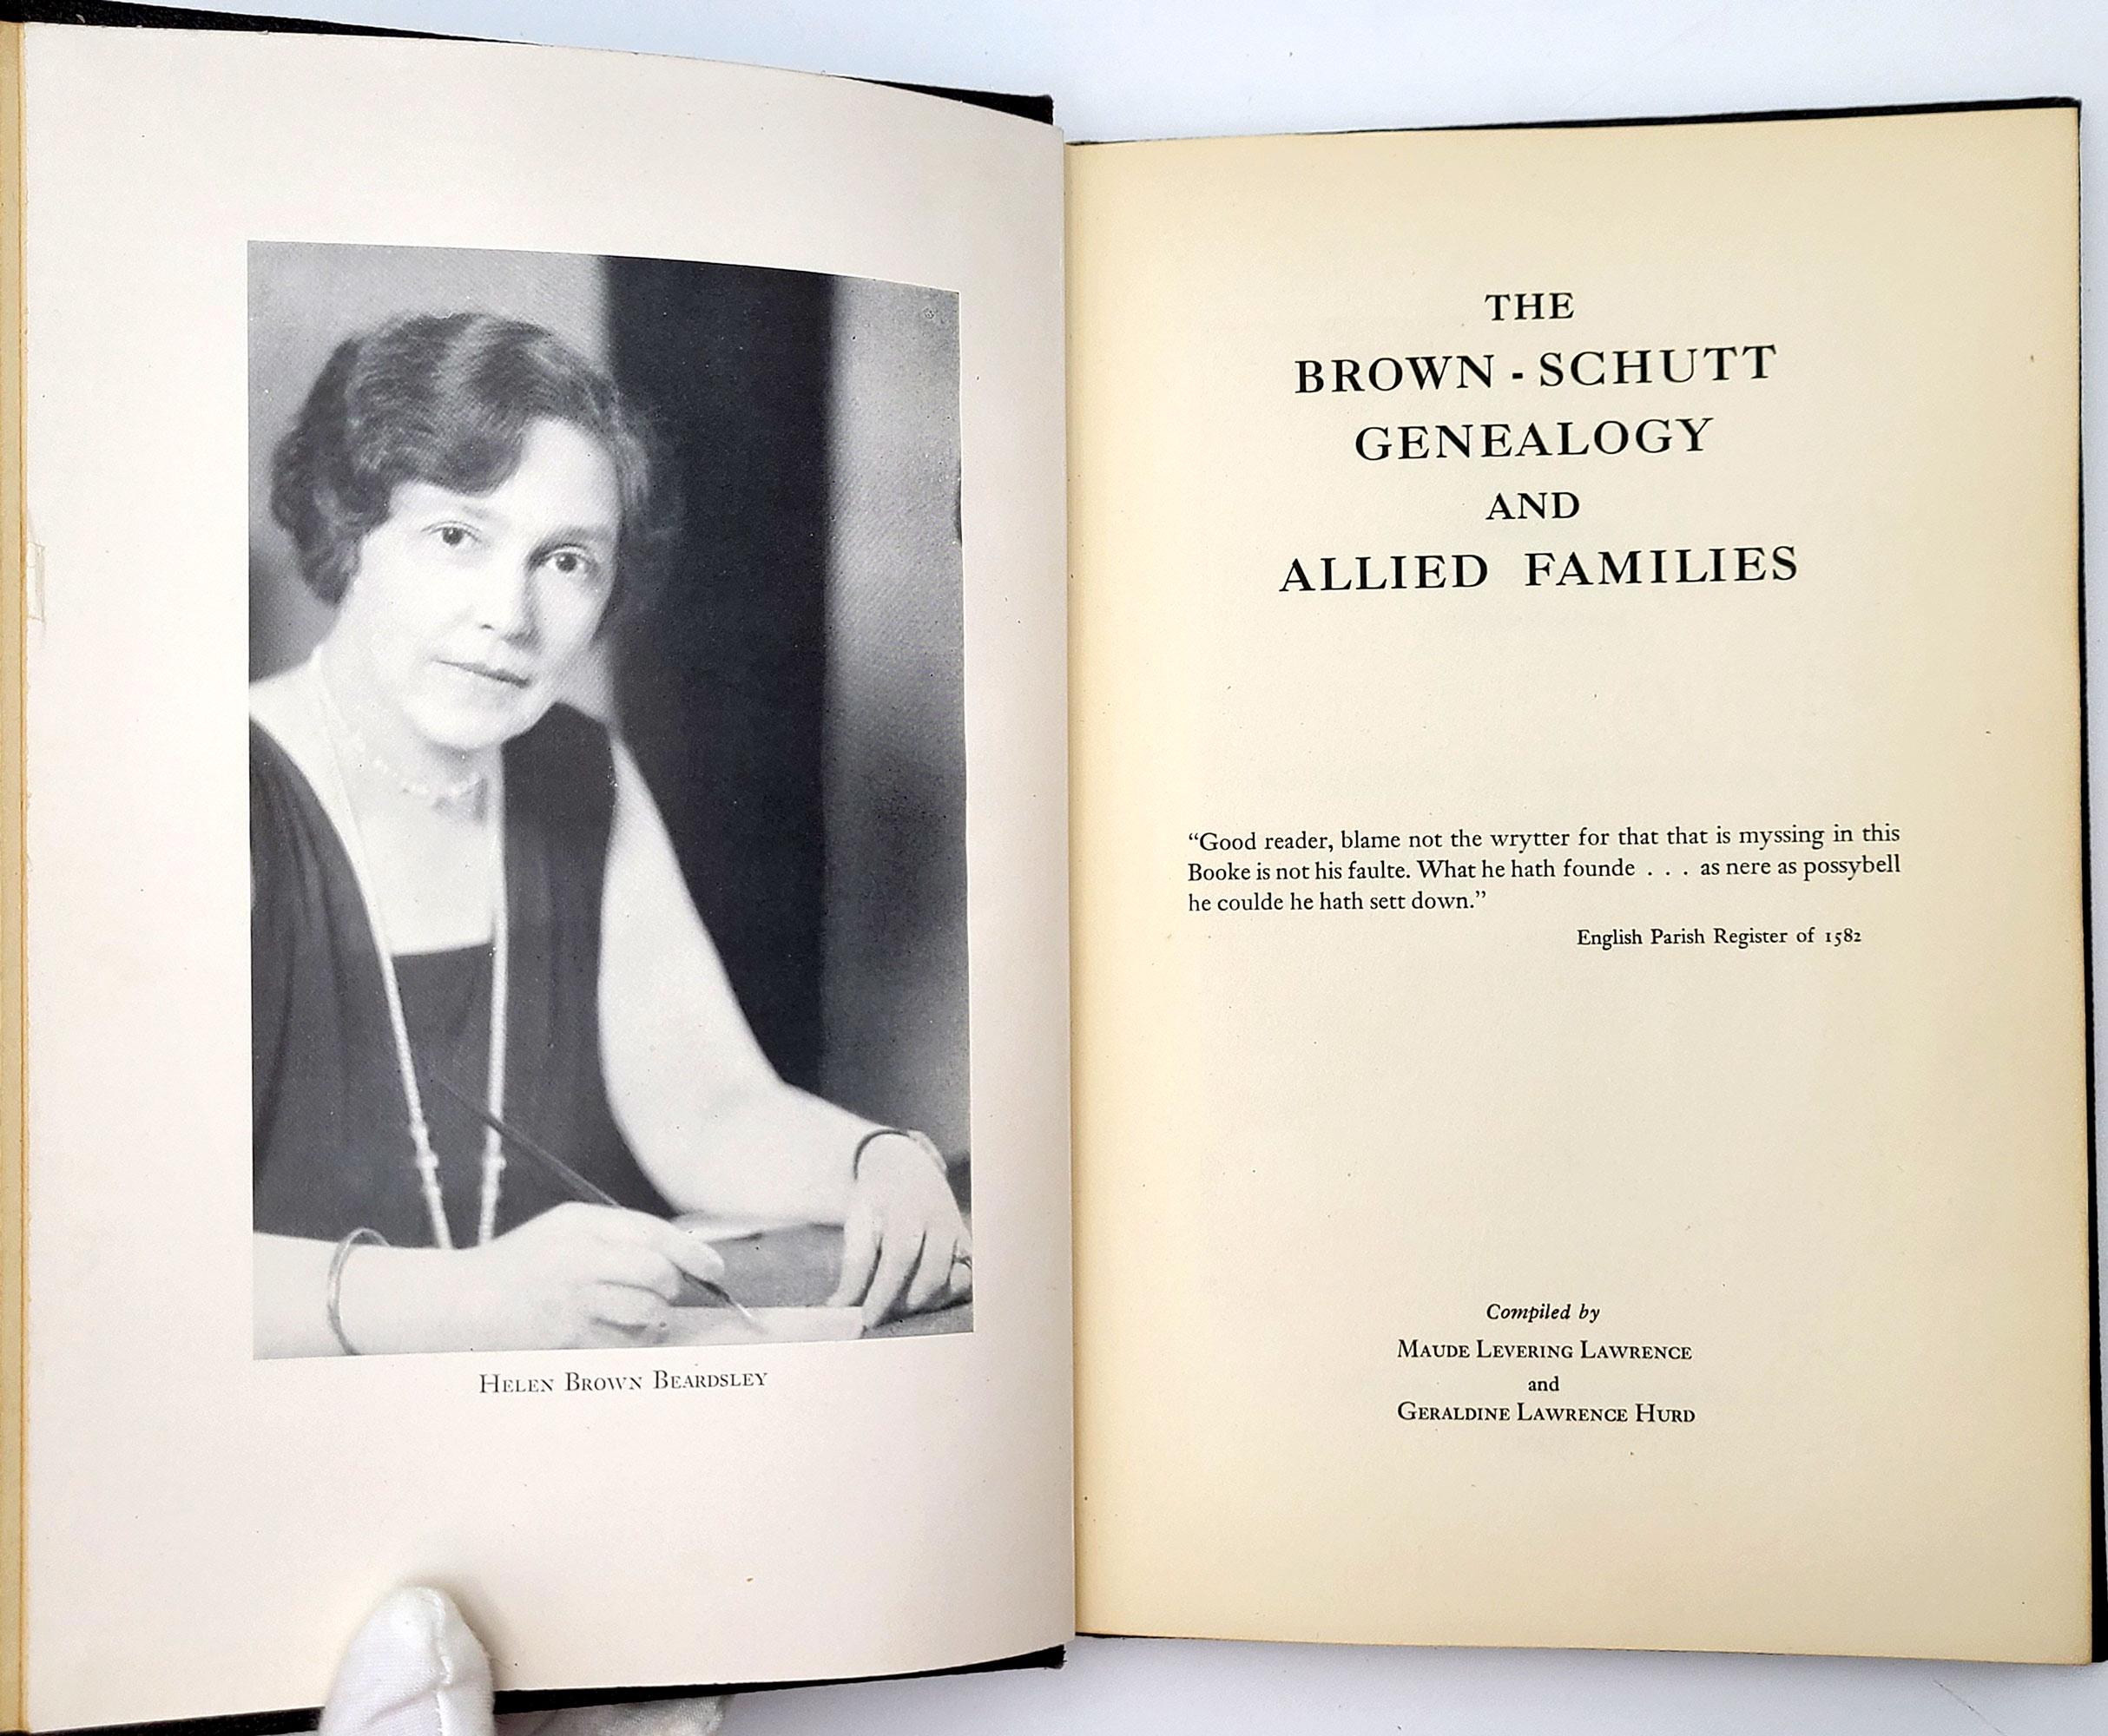 HELEN BROWN BEARDSLEY
THE
BROWN - SCHUTT
GENEALOGY
AND
ALLIED FAMILIES
“Good reader, blame not the wrytter for that that is myssing in this
Booke is not his faulte. What he hath founde . . . as nere as possybell
he coulde he hath sett down.”
English Parish Register of 1582
Compiled by
MAUDE LEVERING LAWRENCE
and
GERALDINE LAWRENCE HURD